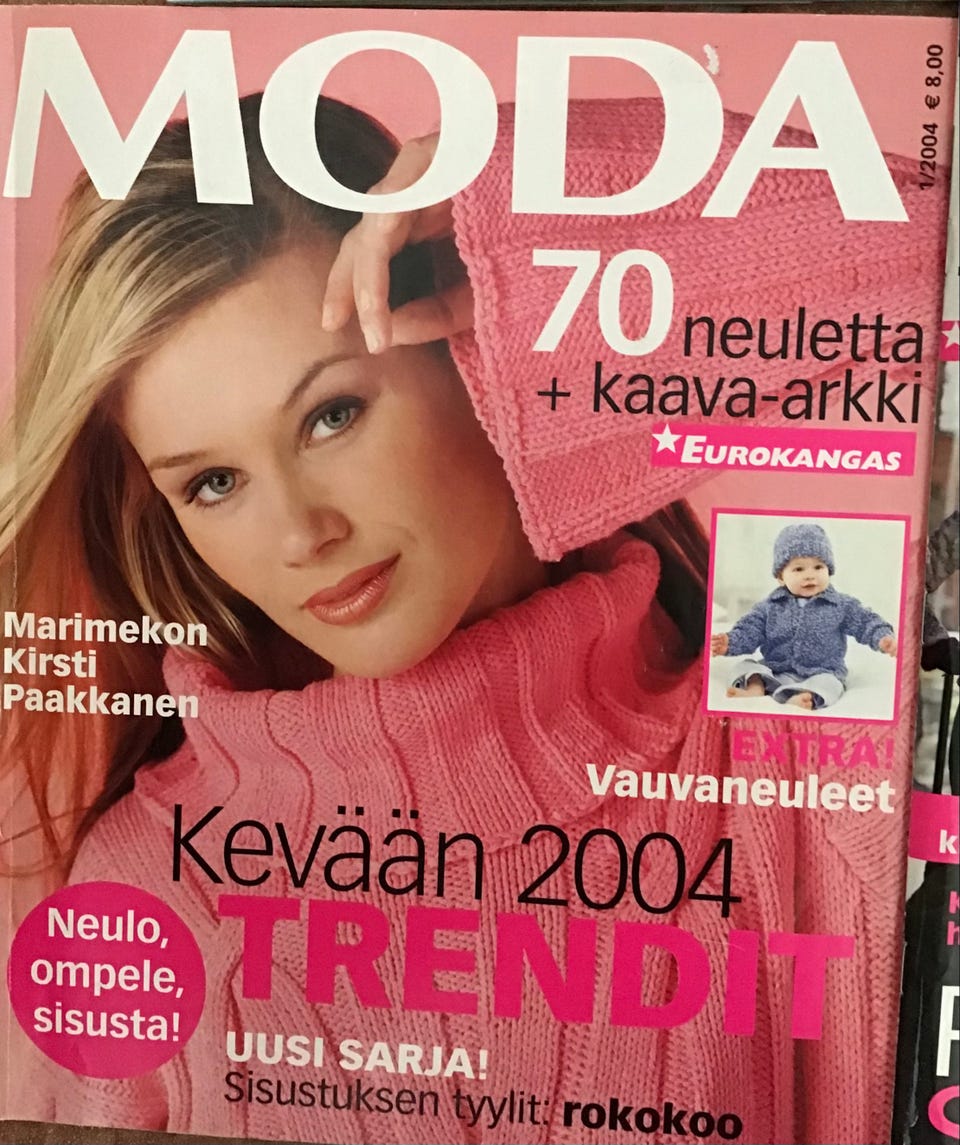 MODA
1/2004 € 8,00
70 neuletta
+ kaava-arkki
EUROKANGAS
Marimekon
Kirsti
Paakkanen
EXTRA!
Vauvaneuleet
Kevään 2004
TRENDIT
Neulo,
ompele,
sisusta!
UUSI SARJA!
Sisustuksen tyylit: rokokoo